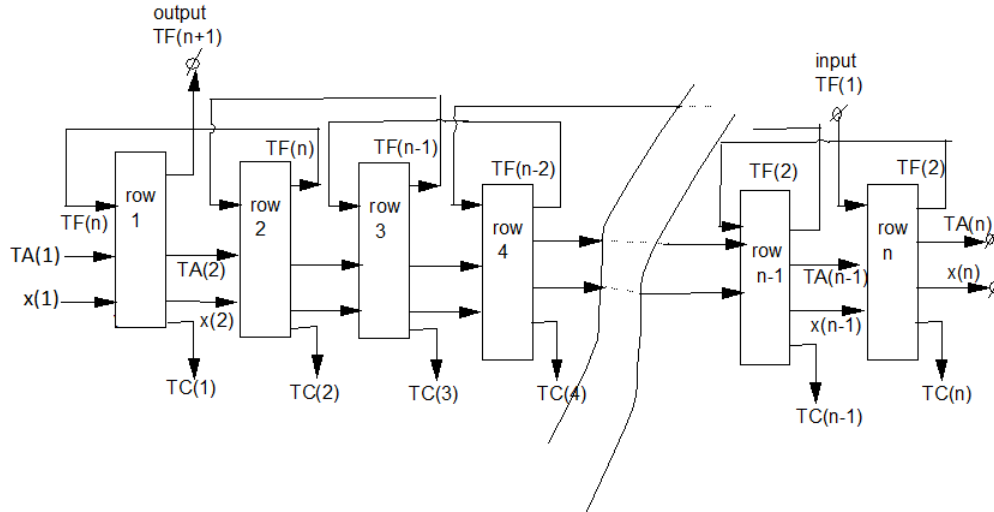 output
TF(n+1)
input
TF(1)
TF(n)
TF(n-1)
TF(n-2)
TF(2)
TF(2)
row
1
row
2
row
3
row
4
row
n-1
row
n
TF(n)
TA(1)
x(1)
TA(2)
x(2)
TA(n-1)
x(n-1)
TA(n)
x(n)
TC(1)
TC(2)
TC(3)
TC(4)
TC(n-1)
TC(n)